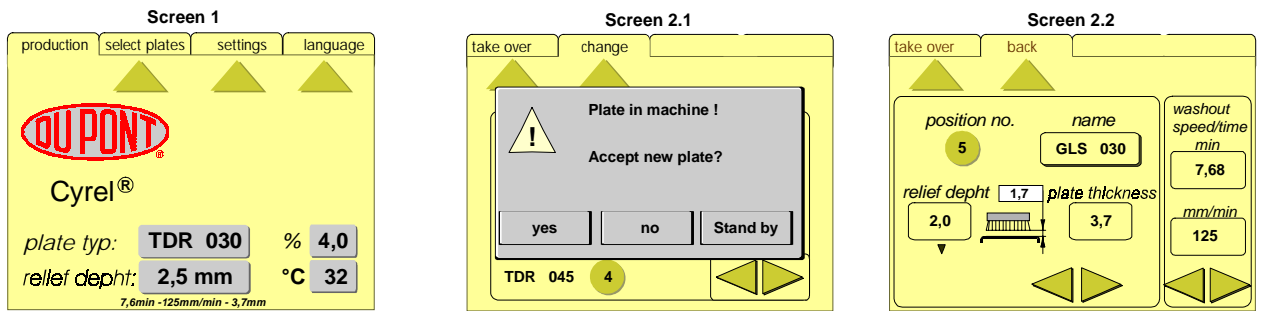 Screen 1
production select plates settings language
DU PONT
®
Cyrel®
plate typ: TDR 030 % 4,0
relief depht: 2,5 mm °C 32
7,6min -125mm/min - 3,7mm
Screen 2.1
take over change
!
Plate in machine !
Accept new plate?
yes no Stand by
TDR 045 4
Screen 2.2
take over back
position no. name
5 GLS 030
relief depht 1,7 plate thickness
2,0 3,7
washout
speed/time
min
7,68
mm/min
125